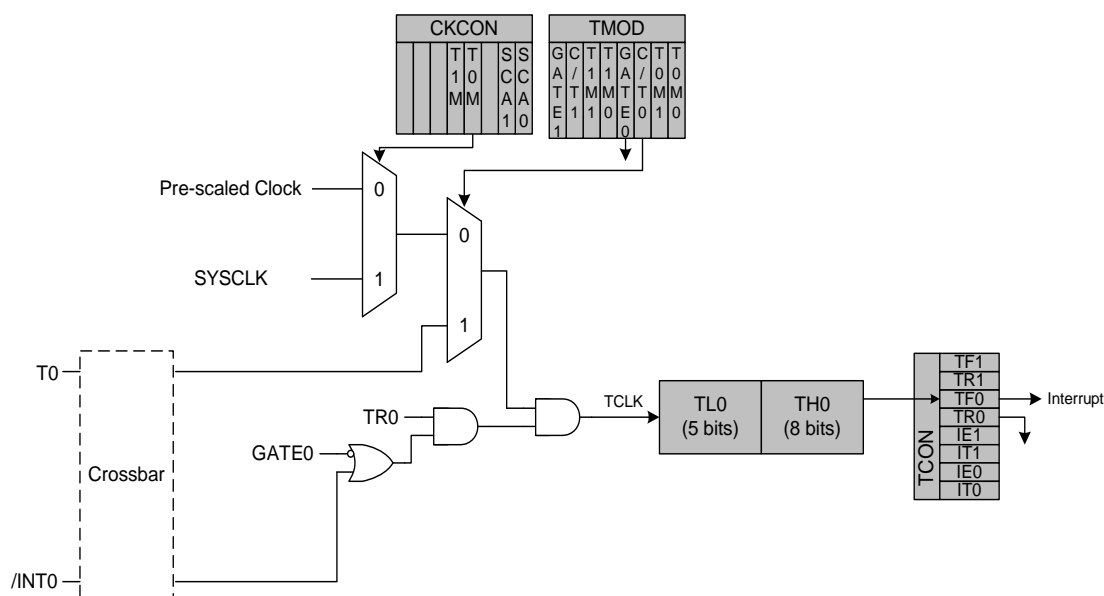 CKCON
T1M
T0M
SCA1
SCA0
TMOD
GATE1
C/T1
T1M1
T1M0
GATE0
C/T0
T0M1
T0M0
Pre-scaled Clock
0
SYSCLK
1
0
1
T0
Crossbar
/INT0
TR0
GATE0
TCLK
TL0
(5 bits)
TH0
(8 bits)
TCON
TF1
TR1
TF0
TR0
IE1
IT1
IE0
IT0
Interrupt